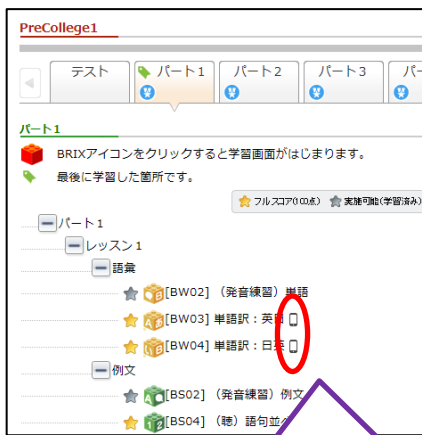 PreCollege1
テスト
パート1
パート2
パート3
パート1
BRIXアイコンをクリックすると学習画面がはじまります。
最後に学習した箇所です。
フルスコア(100点) 実施可能(学習済み)
パート1
レッスン1
語彙
[BW02] (発音練習) 単語
[BW03] 単語訳：英日
[BW04] 単語訳：日英
例文
[BS02] (発音練習) 例文
[BS04] (聴) 語句並